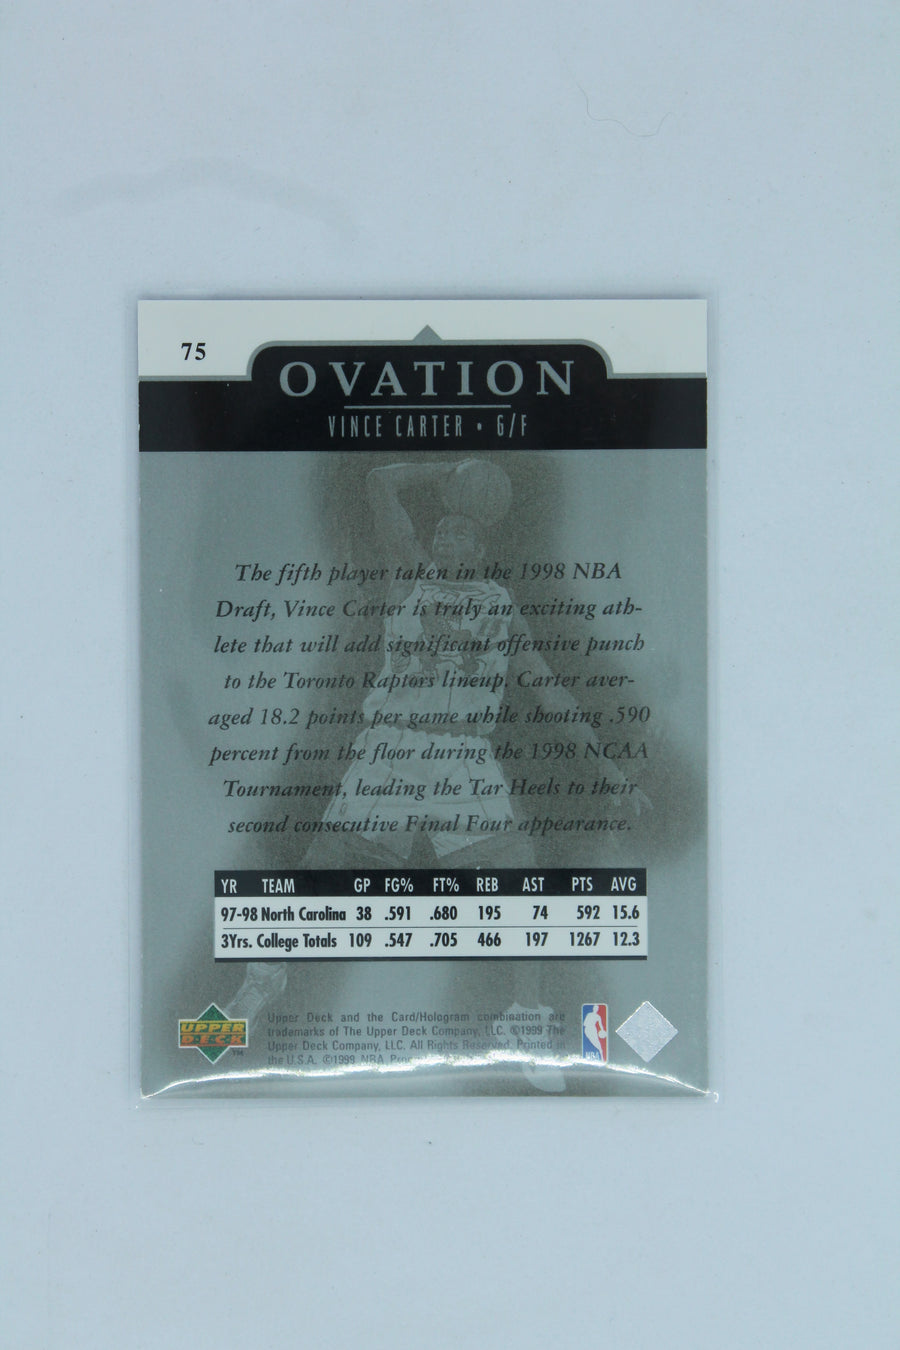 75
OVATION
VINCE CARTER • G/F
The fifth player taken in the 1998 NBA
Draft, Vince Carter is truly an exciting ath-
lete that will add significant offensive punch
to the Toronto Raptors lineup. Carter aver-
aged 18.2 points per game while shooting .590
percent from the floor during the 1998 NCAA
Tournament, leading the Tar Heels to their
second consecutive Final Four appearance.
YR TEAM GP FG% FT% REB AST PTS AVG
97-98 North Carolina 38 .591 .680 195 74 592 15.6
3Yrs. College Totals 109 .547 .705 466 197 1267 12.3
UPPER DECK TM
Upper Deck and the Card/Hologram combination are
trademarks of The Upper Deck Company, LLC. ©1999 The
Upper Deck Company, LLC. All Rights Reserved. Printed in
the U.S.A. ©1999 NBA
NBA